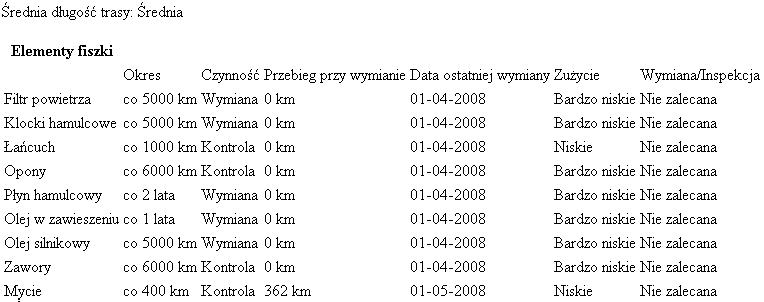 Średnia długość trasy: Średnia
Elementy fiszki
Okres Czynność Przebieg przy wymianie Data ostatniej wymiany Zużycie Wymiana/Inspekcja
Filtr powietrza co 5000 km Wymiana 0 km 01-04-2008 Bardzo niskie Nie zalecana
Klocki hamulcowe co 5000 km Wymiana 0 km 01-04-2008 Bardzo niskie Nie zalecana
Łańcuch co 1000 km Kontrola 0 km 01-04-2008 Niskie Nie zalecana
Opony co 6000 km Kontrola 0 km 01-04-2008 Bardzo niskie Nie zalecana
Płyn hamulcowy co 2 lata Wymiana 0 km 01-04-2008 Bardzo niskie Nie zalecana
Olej w zawieszeniu co 1 lata Wymiana 0 km 01-04-2008 Bardzo niskie Nie zalecana
Olej silnikowy co 5000 km Wymiana 0 km 01-04-2008 Bardzo niskie Nie zalecana
Zawory co 6000 km Kontrola 0 km 01-04-2008 Bardzo niskie Nie zalecana
Mycie co 400 km Kontrola 362 km 01-05-2008 Niskie Nie zalecana